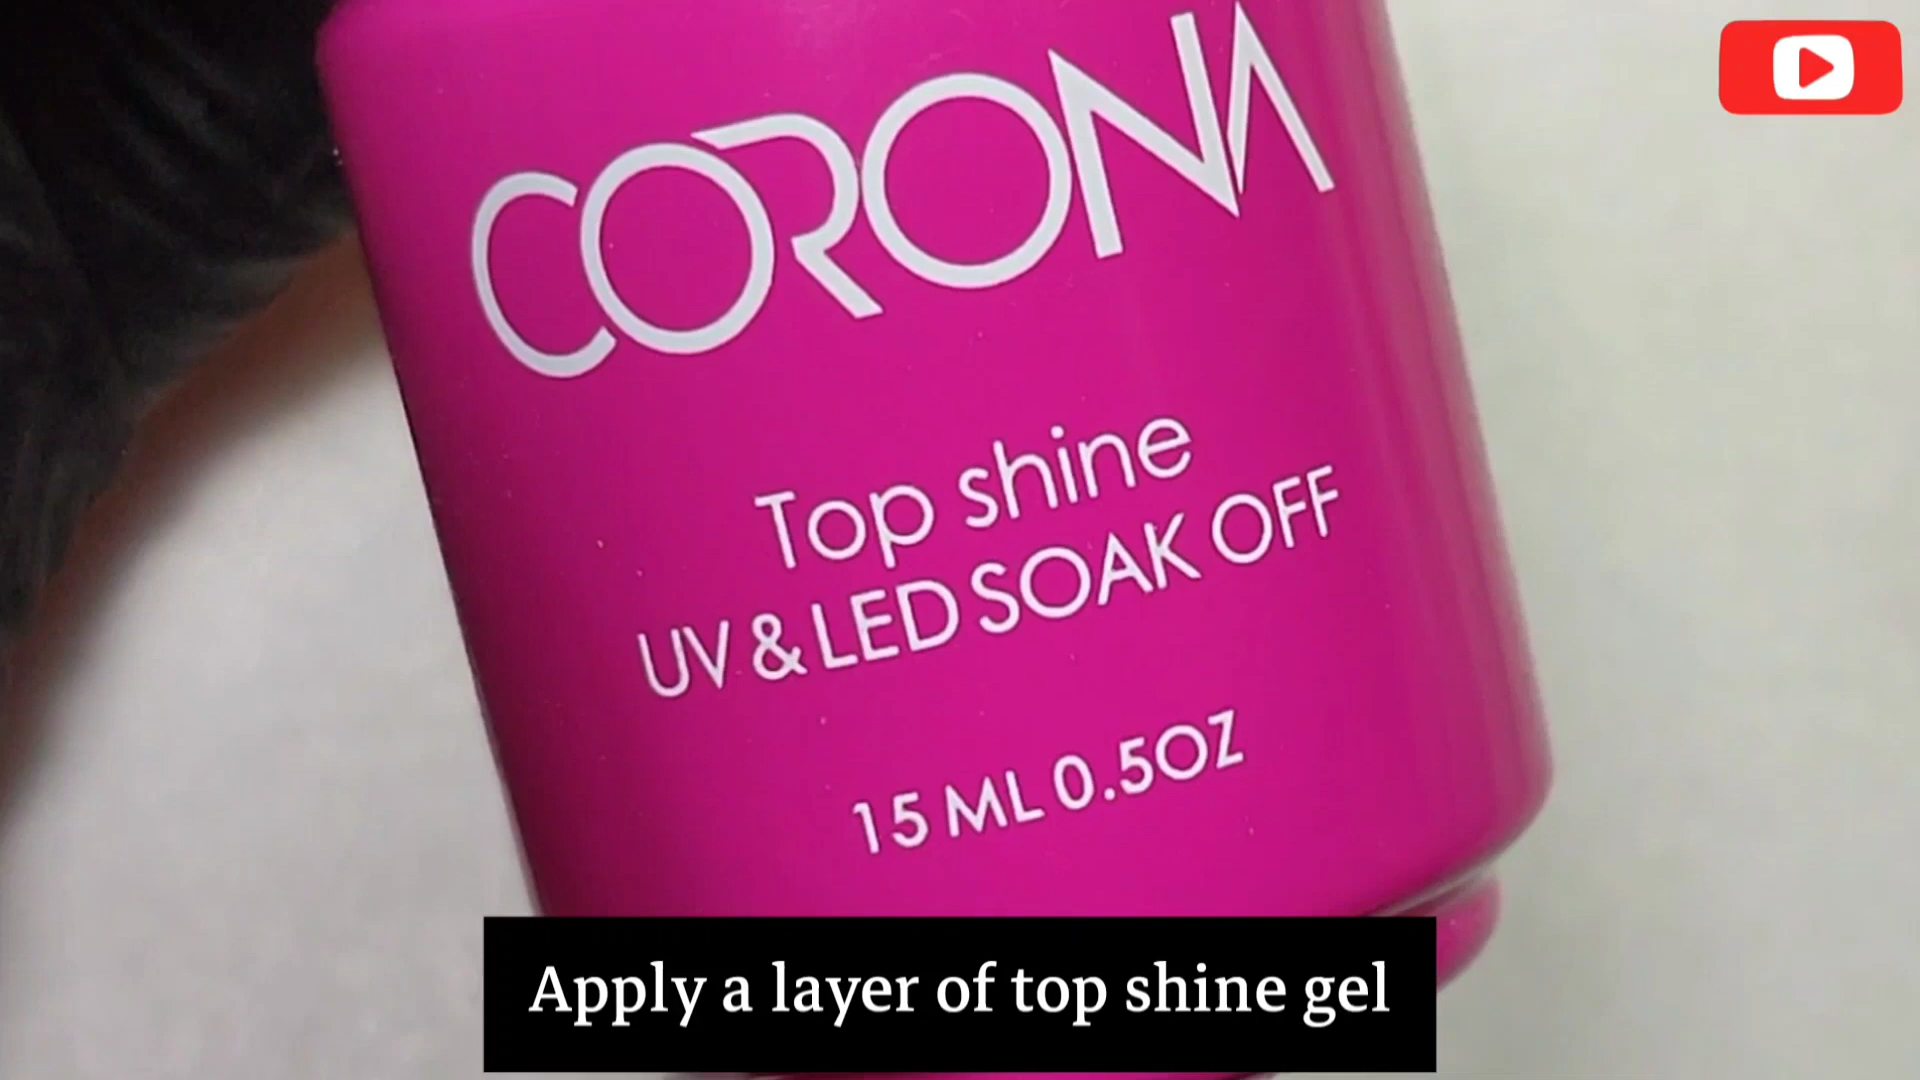 CORONA
Top shine
UV & LED SOAK OFF
15 ML 0.5OZ
Apply a layer of top shine gel